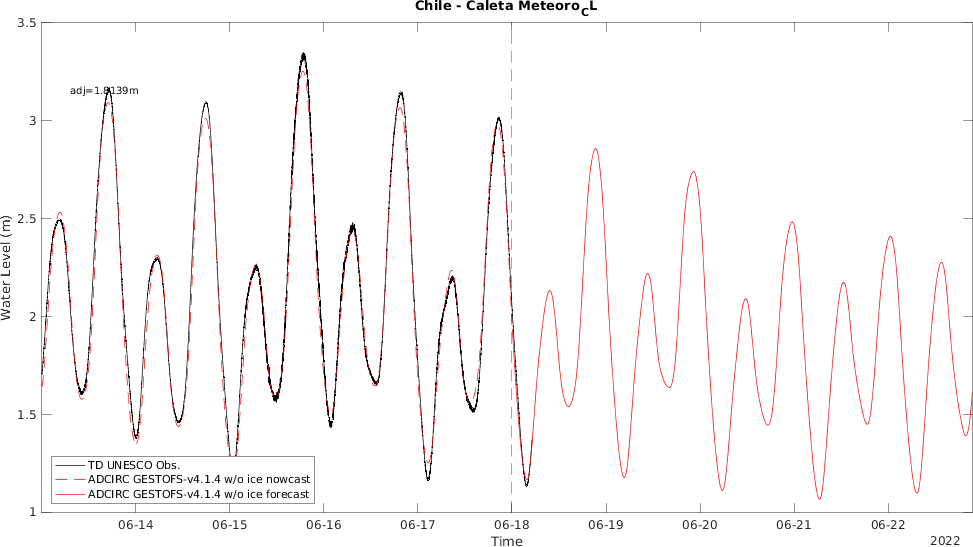 Chile - Caleta MeteoroCL
3.5
adj=1.8139m
3
2.5
Water Level (m)
2
1.5
TD UNESCO Obs.
ADCIRC GESTOFS-v4.1.4 w/o ice nowcast
ADCIRC GESTOFS-v4.1.4 w/o ice forecast
1
06-14 06-15 06-16 06-17 06-18 06-19 06-20 06-21 06-22
Time
2022